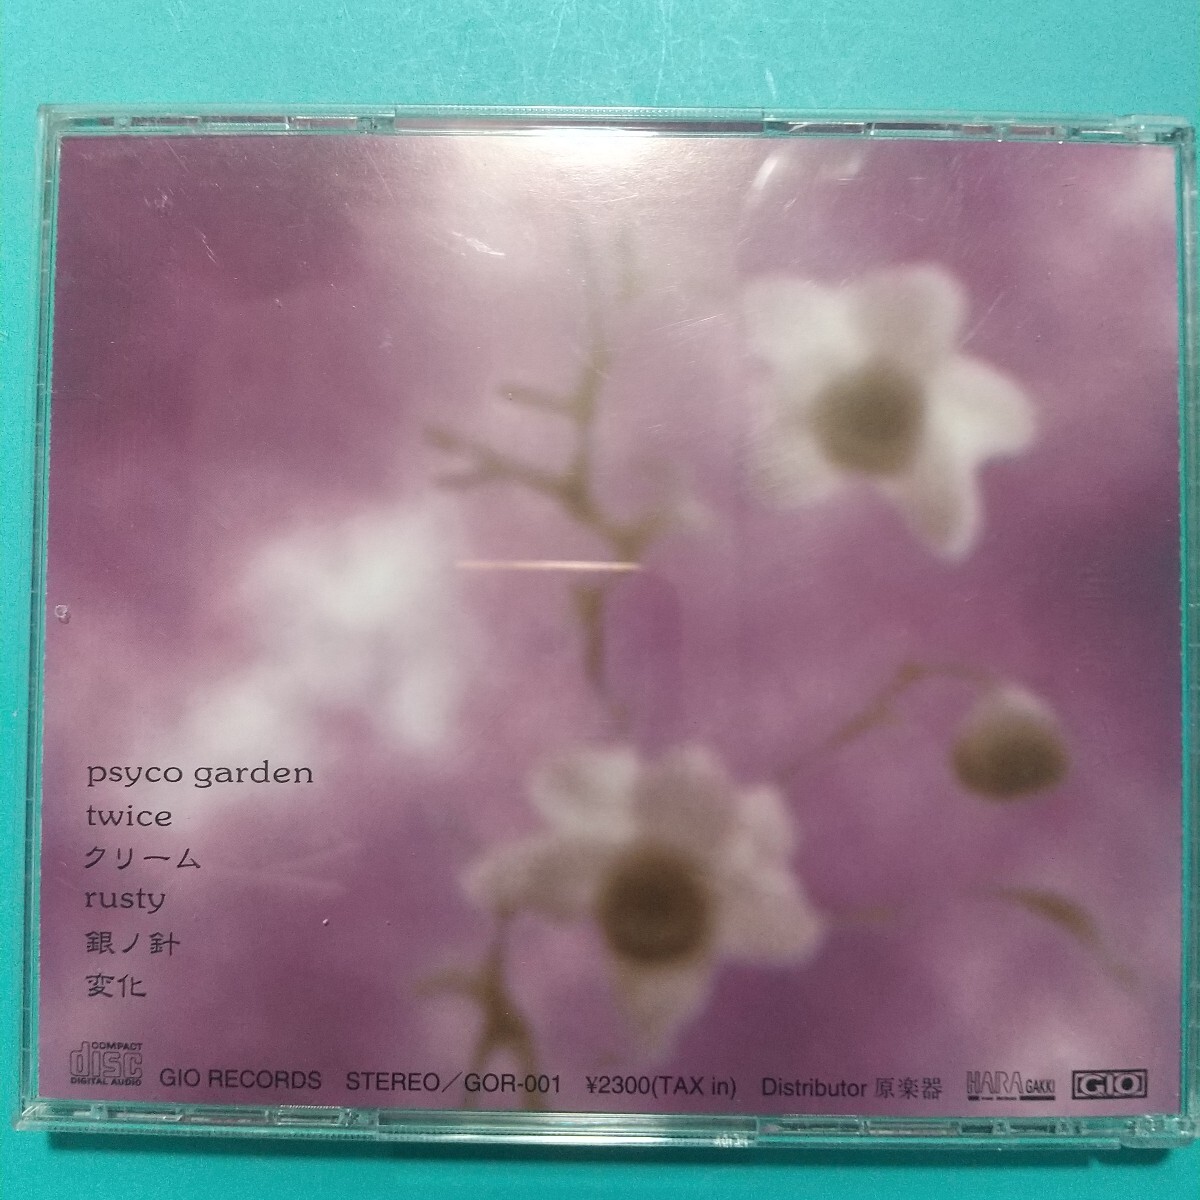 psyco garden
twice
クリーム
rusty
銀ノ針
変化
COMPACT
disc
DIGITAL AUDIO
GIO RECORDS STEREO／GOR-001 ¥2300(TAX in) Distributor 原楽器 HARA GAKKI GIO